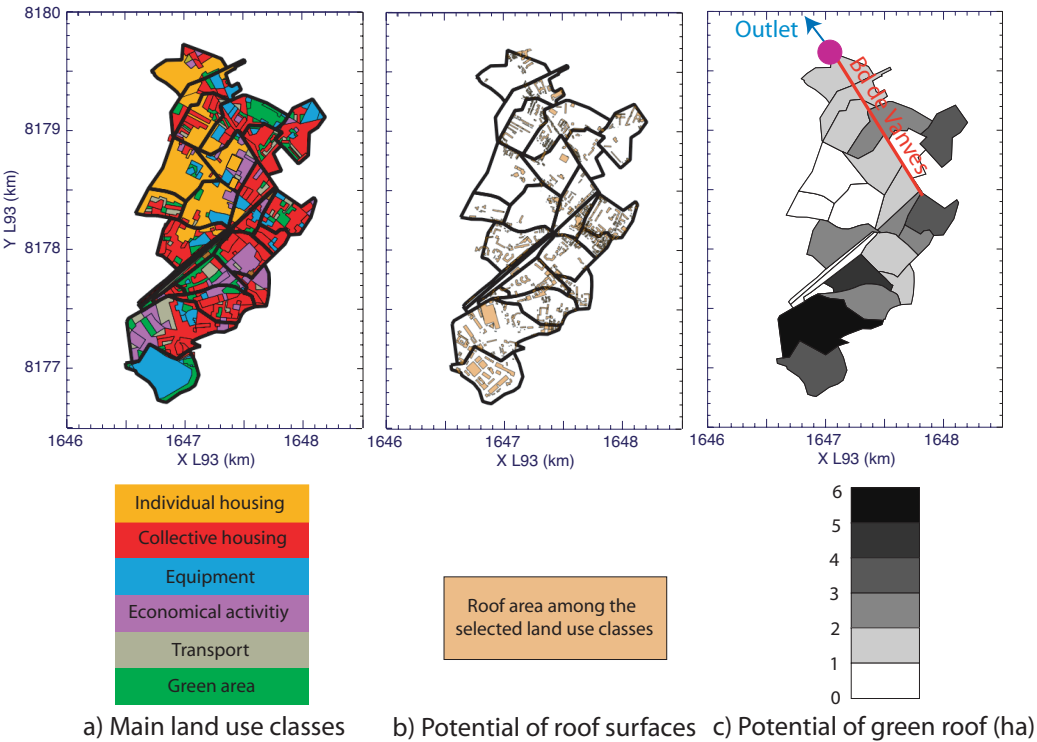 8180
8179
8178
8177
Y L93 (km)
1646
1647
1648
X L93 (km)
1646
1647
1648
X L93 (km)
Outlet
Bd de Vanves
1646
1647
1648
X L93 (km)
Individual housing
Collective housing
Equipment
Economical activitiy
Transport
Green area
Roof area among the
selected land use classes
6
5
4
3
2
1
0
a) Main land use classes
b) Potential of roof surfaces
c) Potential of green roof (ha)